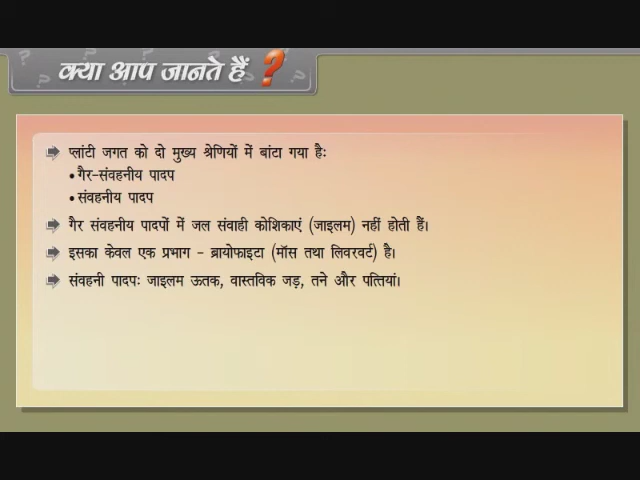 क्या आप जानते हैं ?
प्लांटी जगत को दो मुख्य श्रेणियों में बांटा गया हैः
• गैर-संवहनीय पादप
• संवहनीय पादप
गैर संवहनीय पादपों में जल संवाही कोशिकाएं (जाइलम) नहीं होती हैं।
इसका केवल एक प्रभाग - ब्रायोफाइटा (मॉस तथा लिवरवर्ट) है।
संवहनी पादपः जाइलम ऊतक, वास्तविक जड़, तने और पत्तियां।